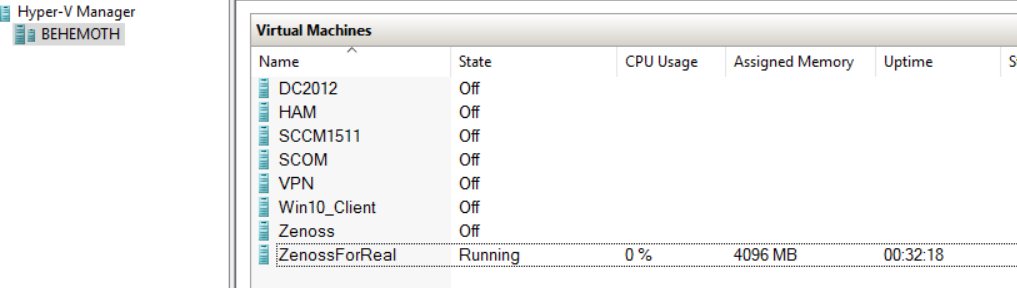 Hyper-V Manager
BEHEMOTH
Virtual Machines
Name State CPU Usage Assigned Memory Uptime S
DC2012 Off
HAM Off
SCCM1511 Off
SCOM Off
VPN Off
Win10_Client Off
Zenoss Off
ZenossForReal Running 0 % 4096 MB 00:32:18